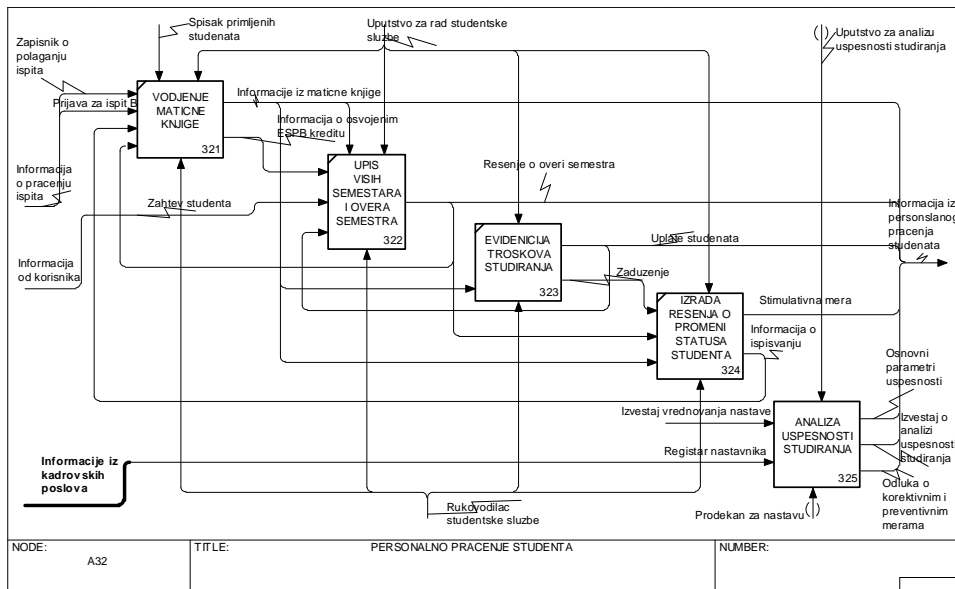 Spisak primljenih
studenata
Uputstvo za rad studentske
sluzbe
Uputstvo za analizu
uspesnosti studiranja
Zapisnik o
polaganju
ispita
Prijava za ispit B
VODJENJE
MATICNE
KNJIGE
321
Informacije iz maticne knjige
Informacija o osvojenim
ESPB kreditu
Informacija
o pracenju
ispita
Zahtev studenta
UPIS
VISIH
SEMESTARA
I OVERA
SEMESTRA
322
Resenje o overi semestra
Informacija iz
personslanog
pracenja
studenata
EVIDENICIJA
TROSKOVA
STUDIRANJA
323
Uplate studenata
Informacija
od korisnika
Zaduzenje
IZRADA
RESENJA O
PROMENI
STATUSA
STUDENTA
324
Stimulativna mera
Informacija o
ispisvanju
Osnovni
parametri
uspesnosti
Izvestaj vrednovanja nastave
ANALIZA
USPESNOSTI
STUDIRANJA
325
Izvestaj o
analizi
uspesnosti
studiranja
Registar nastavnika
Informacije iz
kadrovskih
poslova
Odluka o
korektivnim i
preventivnim
merama
Rukovodilac
studentske sluzbe
Prodekan za nastavu
NODE:
A32
TITLE:
PERSONALNO PRACENJE STUDENTA
NUMBER: